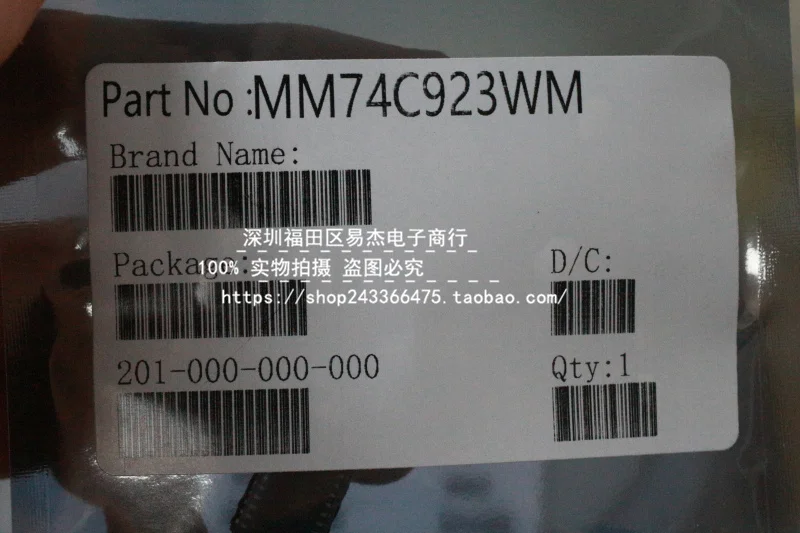 Part No :MM74C923WM
Brand Name:
深圳福田区易杰电子商行
Package:
D/C:
100% 实物拍摄 盗图必究
https://shop243366475.taobao.com/
201-000-000-000
Qty:1